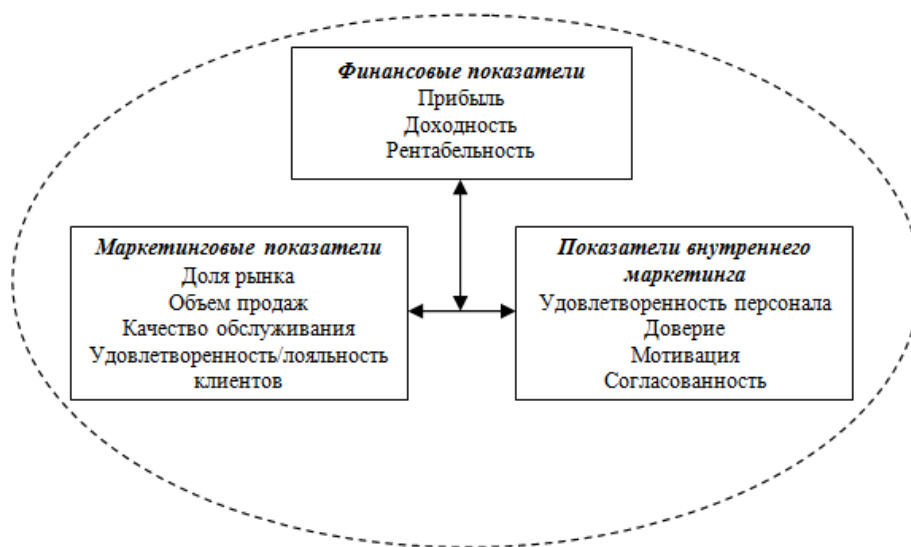 Финансовые показатели
Прибыль
Доходность
Рентабельность
Маркетинговые показатели
Доля рынка
Объем продаж
Качество обслуживания
Удовлетворенность/лояльность
клиентов
Показатели внутреннего
маркетинга
Удовлетворенность персонала
Доверие
Мотивация
Согласованность